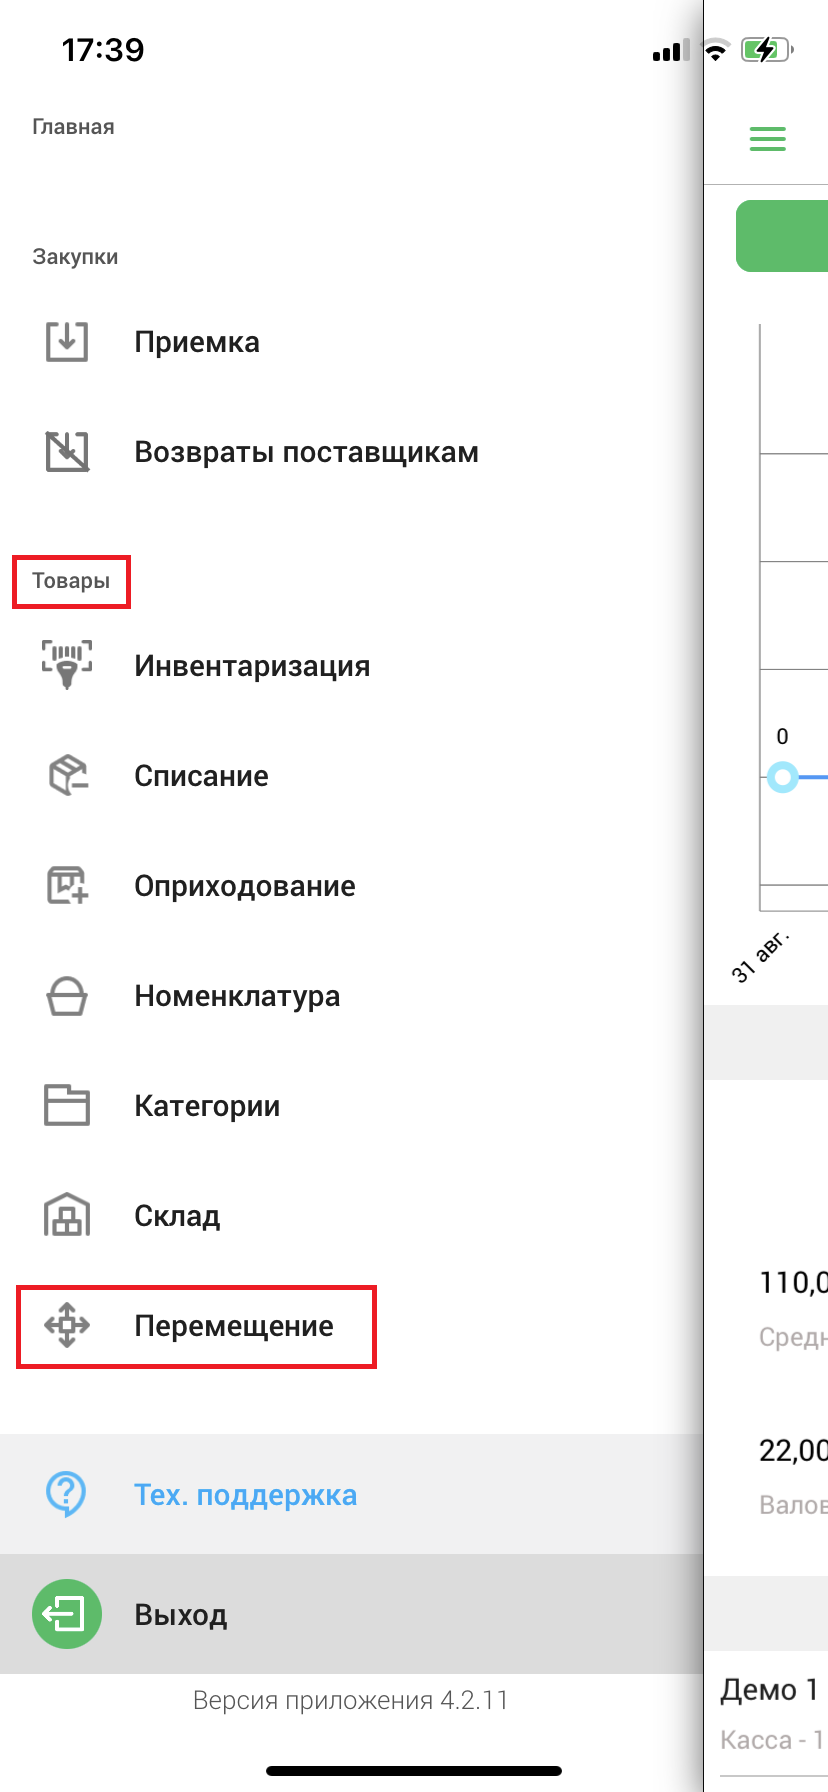 17:39
Главная
Закупки
Приемка
Возвраты поставщикам
Товары
Инвентаризация
Списание
Оприходование
Номенклатура
Категории
Склад
Перемещение
Тех. поддержка
Выход
Версия приложения 4.2.11
0
31 авг.
110,0
Средн
22,00
Валов
Демо 1
Касса - 1